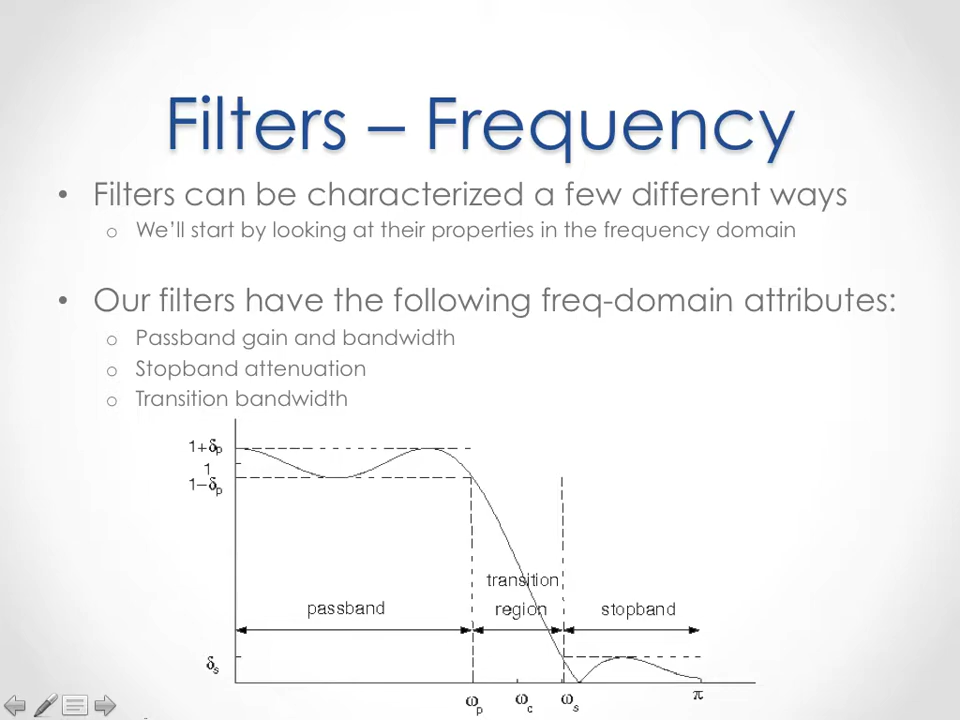 Filters – Frequency
• Filters can be characterized a few different ways
o We'll start by looking at their properties in the frequency domain
• Our filters have the following freq-domain attributes:
o Passband gain and bandwidth
o Stopband attenuation
o Transition bandwidth
1+δp
1
1−δp
transition
passband region stopband
δs
ωp ωc ωs π